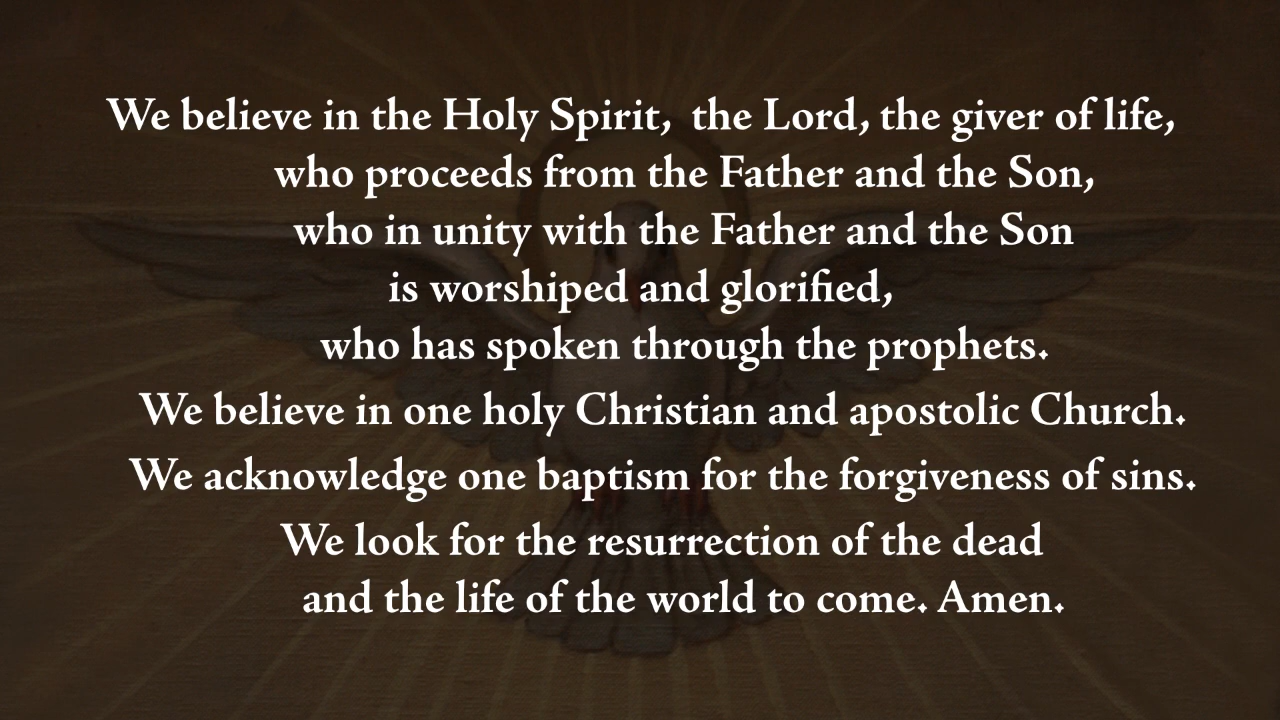 We believe in the Holy Spirit,  the Lord, the giver of life,
who proceeds from the Father and the Son,
who in unity with the Father and the Son
is worshiped and glorified,
who has spoken through the prophets.
We believe in one holy Christian and apostolic Church.
We acknowledge one baptism for the forgiveness of sins.
We look for the resurrection of the dead
and the life of the world to come. Amen.